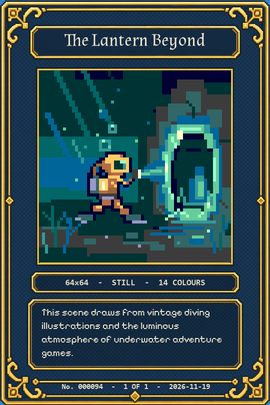 The Lantern Beyond
64x64 - STILL - 14 COLOURS
This scene draws from vintage diving
illustrations and the luminous
atmosphere of underwater adventure
games.
No. 000094 - 1 OF 1 - 2026-11-19